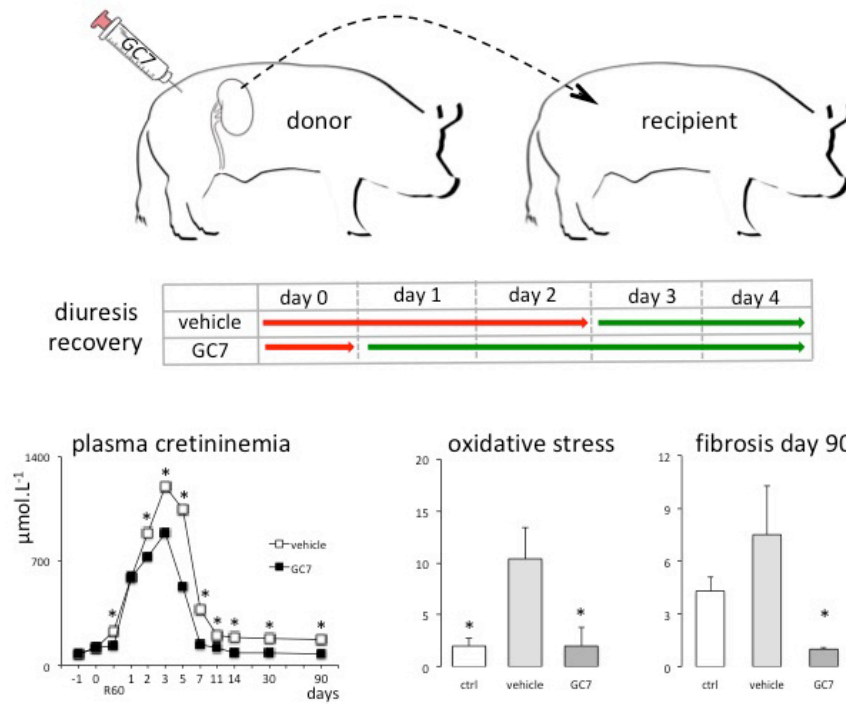 GC7
donor
recipient
diuresis
recovery
day 0 day 1 day 2 day 3 day 4
vehicle
GC7
plasma cretininemia
μmol.L⁻¹
1400
700
0
* * * * * * * * * *
vehicle
GC7
-1 0 R60 1 2 3 5 7 11 14 30 90
days
oxidative stress
20
15
10
5
0
* *
ctrl vehicle GC7
fibrosis day 90
12
9
6
3
0
*
ctrl vehicle GC7